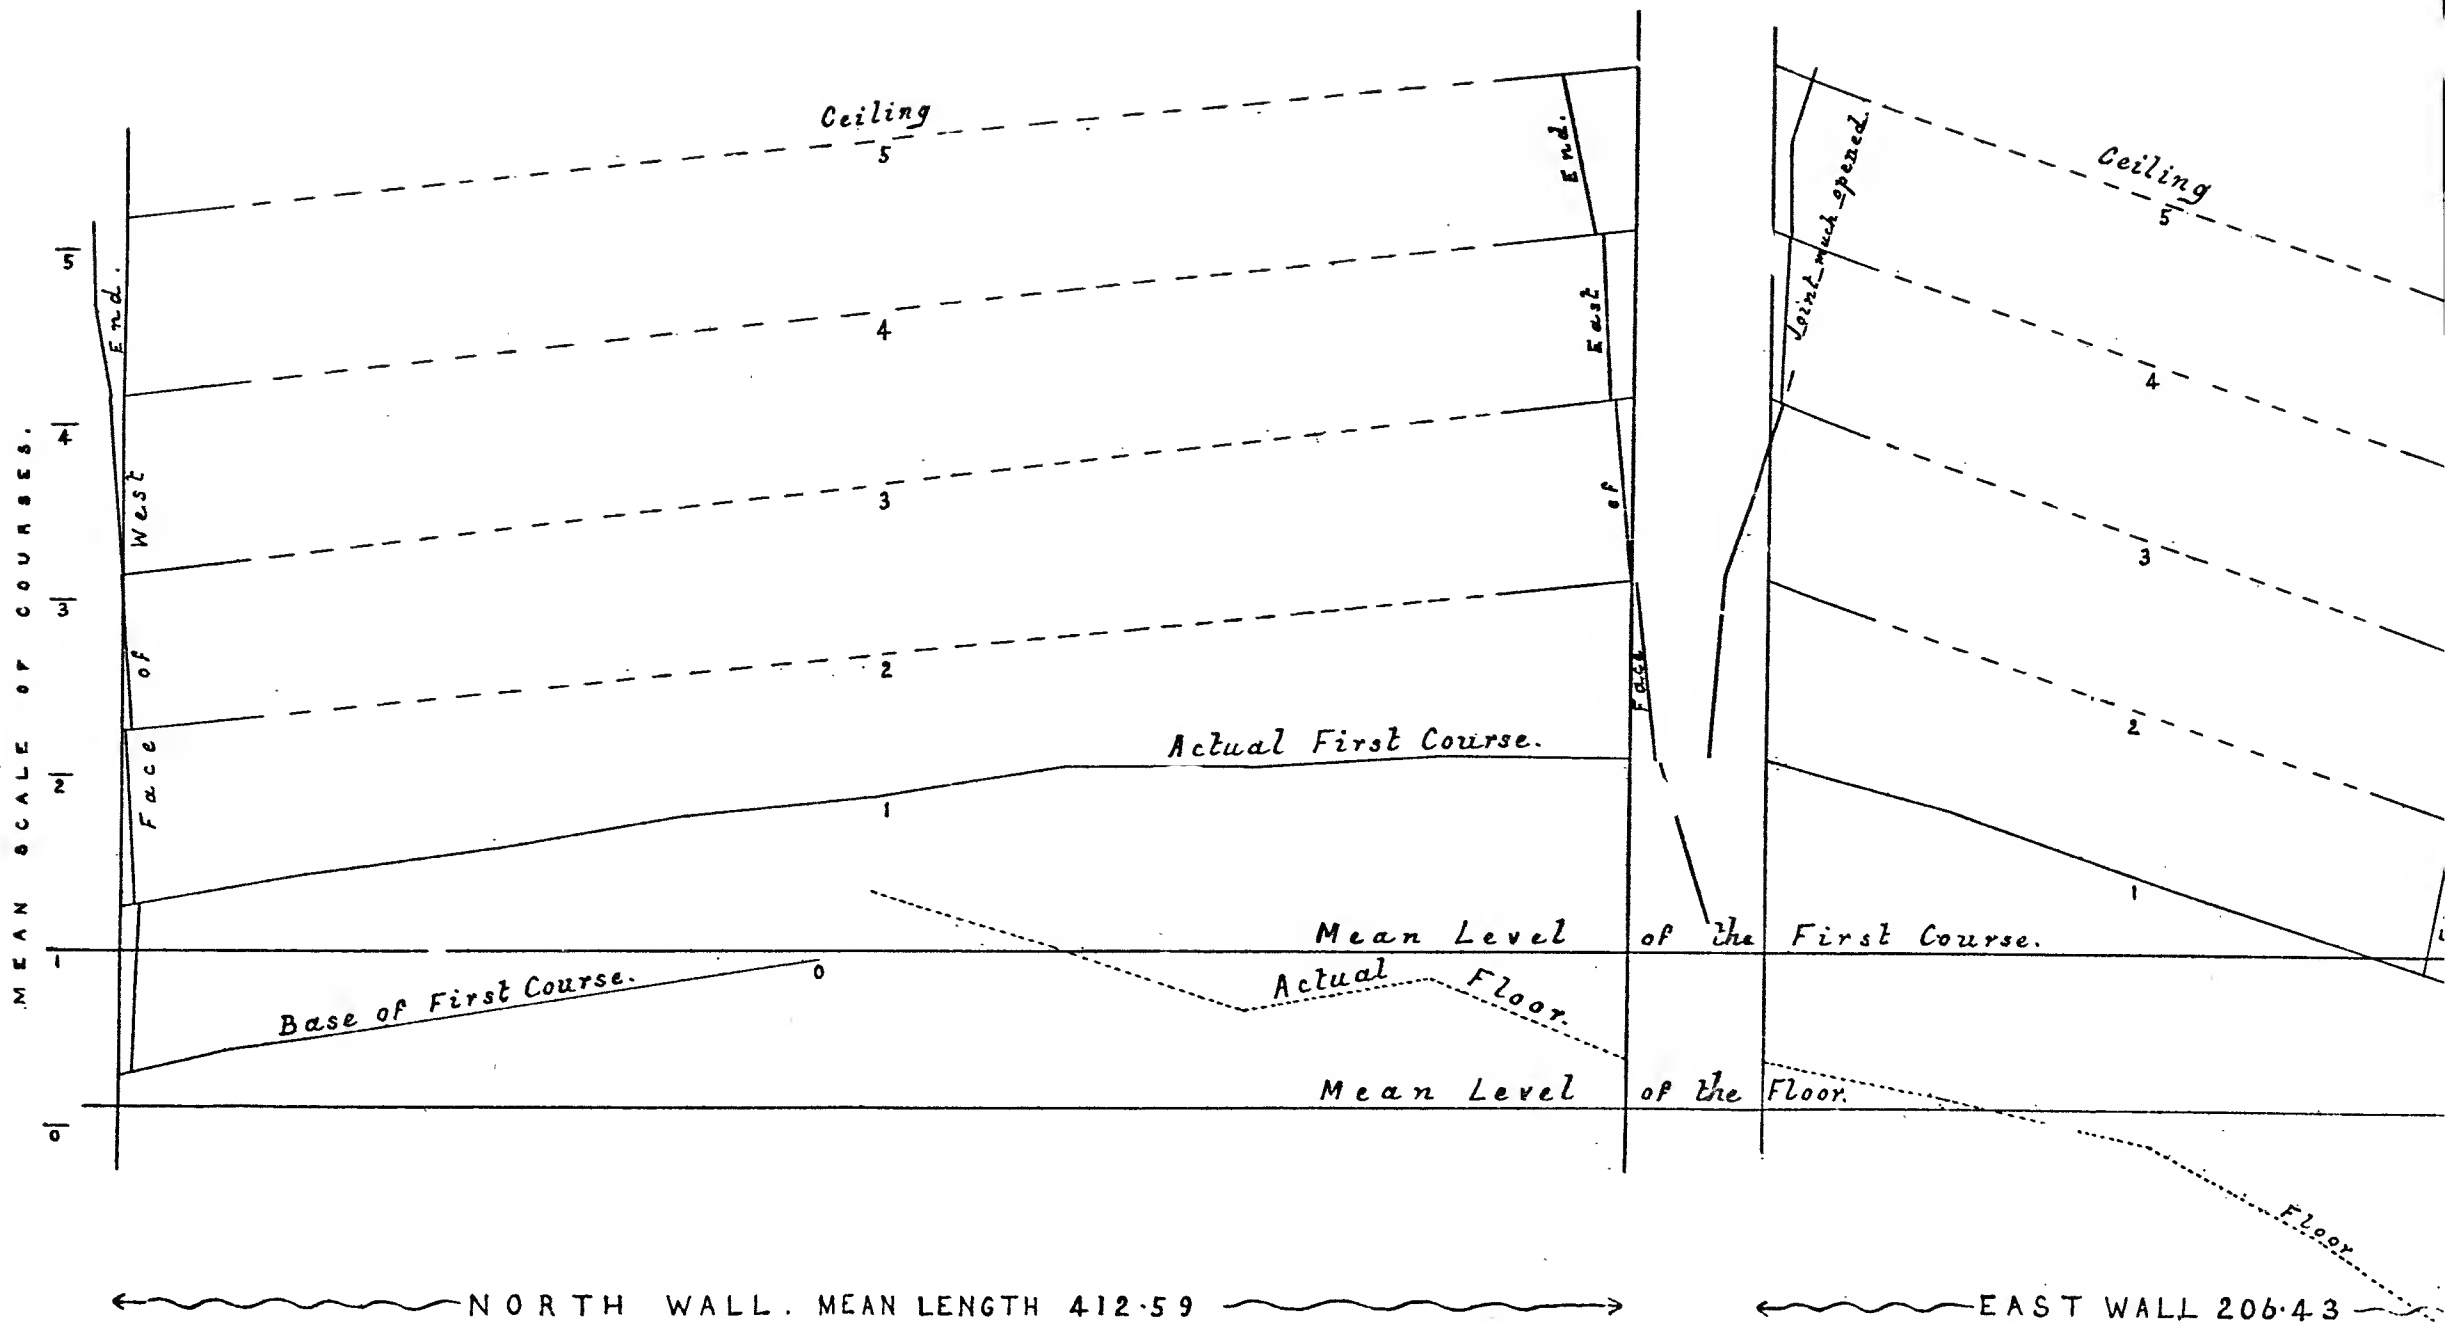 Ceiling
5
4
3
2
Actual First Course.
1
Mean Level of the First Course.
Base of First Course.
0
Actual Floor.
Mean Level of the Floor.
Face of West End.
Face of East End.
Joint much opened.
Ceiling
5
4
3
2
1
Floor
MEAN SCALE OF COURSES.
5
4
3
2
1
0
NORTH WALL. MEAN LENGTH 412·59
EAST WALL 206·43